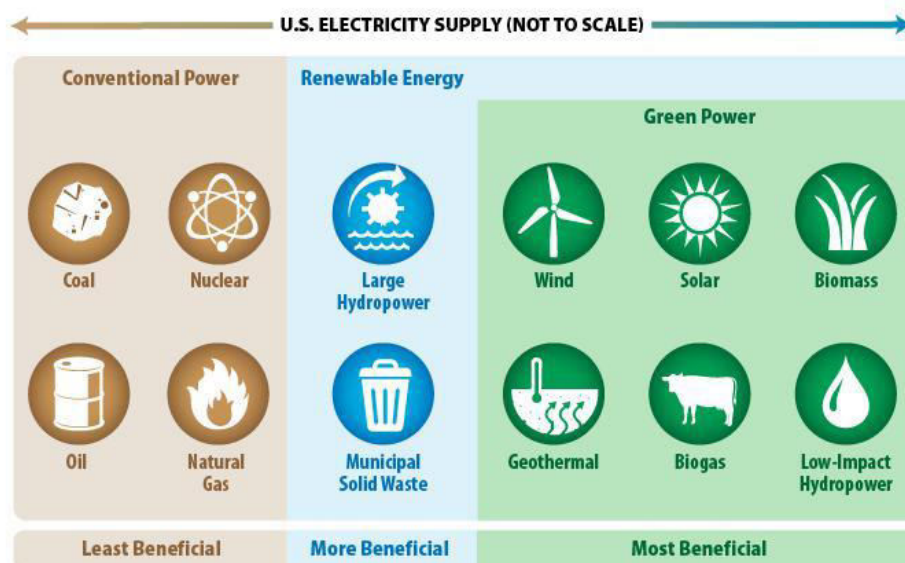 U.S. ELECTRICITY SUPPLY (NOT TO SCALE)
Conventional Power
Renewable Energy
Green Power
Coal
Nuclear
Large
Hydropower
Wind
Solar
Biomass
Oil
Natural
Gas
Municipal
Solid Waste
Geothermal
Biogas
Low-Impact
Hydropower
Least Beneficial
More Beneficial
Most Beneficial